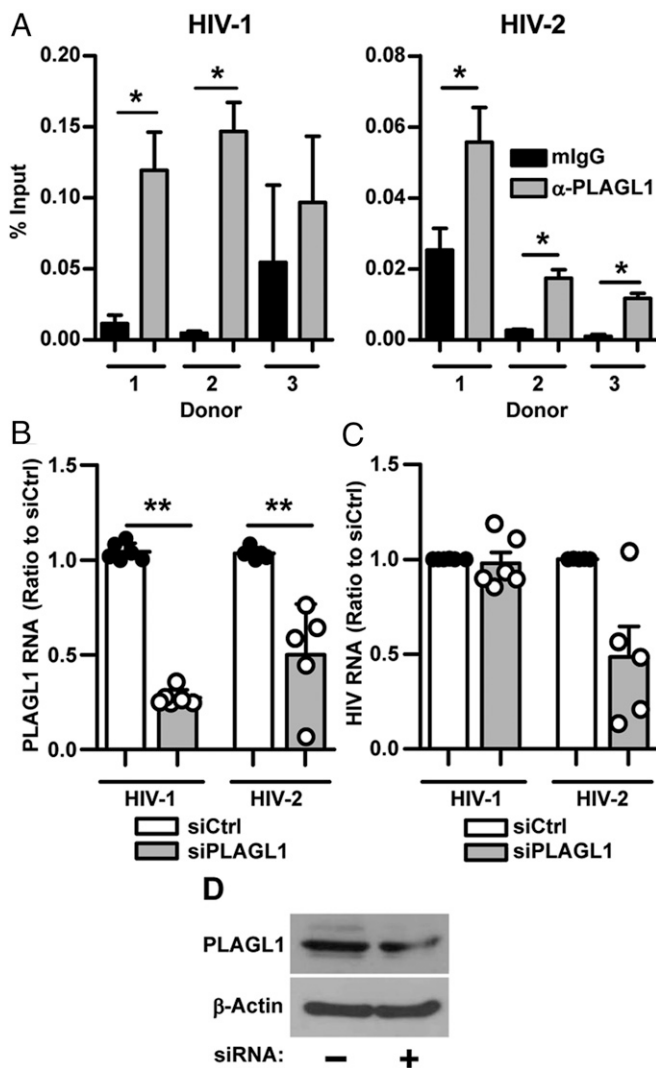 A
HIV-1
HIV-2
% Input
0.20
0.15
0.10
0.05
0.00
*
*
1
2
3
Donor
0.08
0.06
0.04
0.02
0.00
*
*
*
mIgG
α-PLAGL1
1
2
3
Donor
B
PLAGL1 RNA (Ratio to siCtrl)
1.5
1.0
0.5
0.0
**
**
HIV-1
HIV-2
siCtrl
siPLAGL1
C
HIV RNA (Ratio to siCtrl)
1.5
1.0
0.5
0.0
HIV-1
HIV-2
siCtrl
siPLAGL1
D
PLAGL1
β-Actin
siRNA: − +